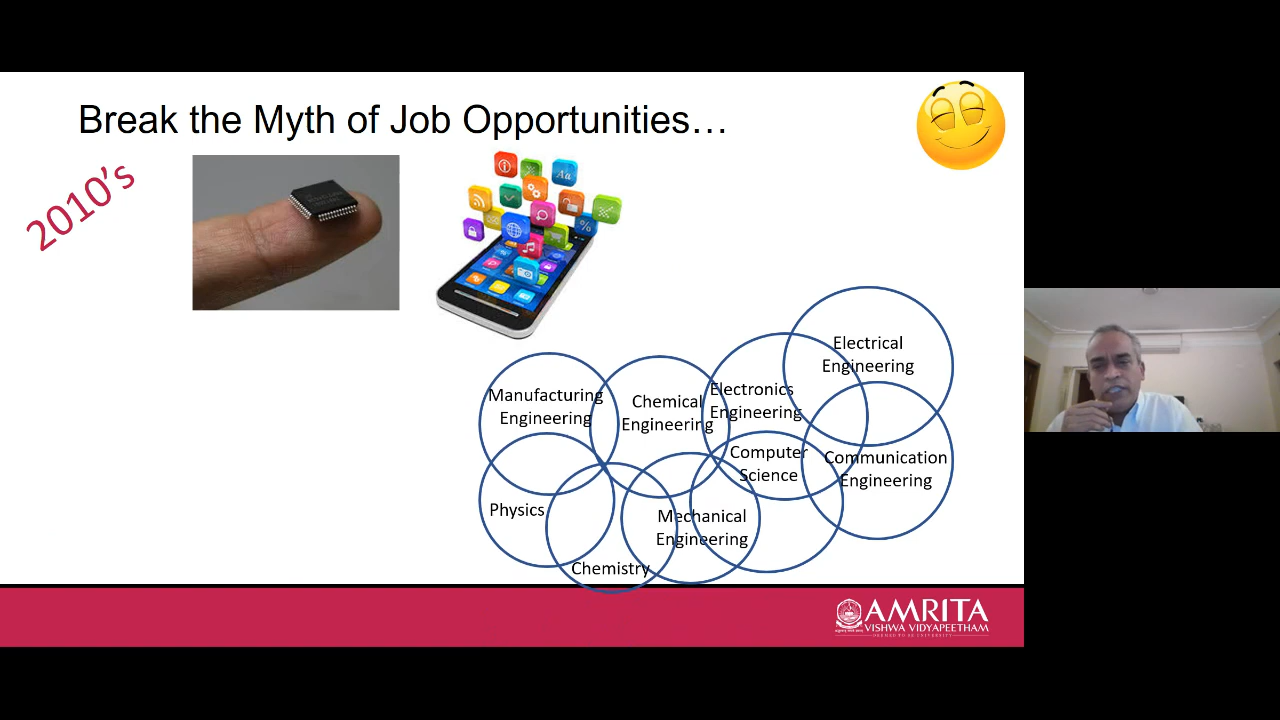 Break the Myth of Job Opportunities…
2010's
Aa
%
Electrical
Engineering
Manufacturing
Engineering
Chemical
Engineering
Electronics
Engineering
Computer
Science
Communication
Engineering
Physics
Mechanical
Engineering
Chemistry
AMRITA
VISHWA VIDYAPEETHAM